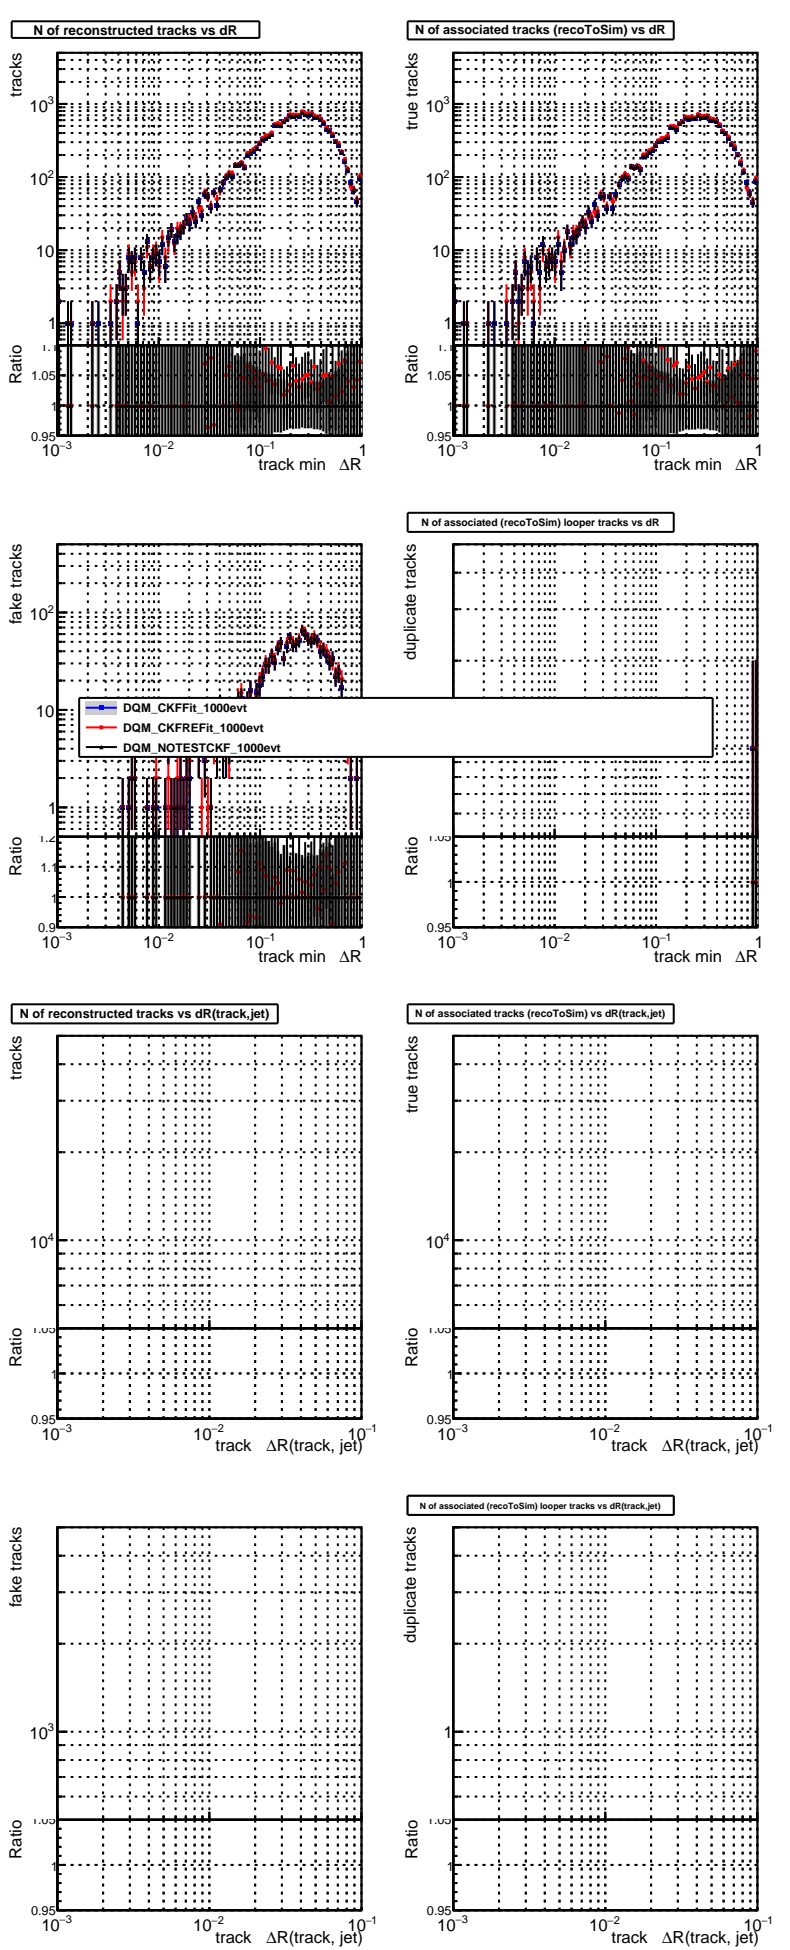 N of reconstructed tracks vs dR
N of associated tracks (recoToSim) vs dR
tracks
10³
10²
10
1
Ratio
1.05
1
0.95
10⁻³ 10⁻² 10⁻¹ 1
track min ΔR
true tracks
10³
10²
10
1
Ratio
1.05
1
0.95
10⁻³ 10⁻² 10⁻¹ 1
track min ΔR
N of associated (recoToSim) looper tracks vs dR
fake tracks
10²
10
1
Ratio
1.2
1.1
1
0.9
10⁻³ 10⁻² 10⁻¹ 1
track min ΔR
duplicate tracks
Ratio
1.05
1
0.95
10⁻³ 10⁻² 10⁻¹ 1
track min ΔR
DQM_CKFFit_1000evt
DQM_CKFREFit_1000evt
DQM_NOTESTCKF_1000evt
N of reconstructed tracks vs dR(track,jet)
N of associated tracks (recoToSim) vs dR(track,jet)
tracks
10⁴
Ratio
1.05
1
0.95
10⁻³ 10⁻² 10⁻¹
track ΔR(track, jet)
true tracks
10⁴
Ratio
1.05
1
0.95
10⁻³ 10⁻² 10⁻¹
track ΔR(track, jet)
N of associated (recoToSim) looper tracks vs dR(track,jet)
fake tracks
10³
Ratio
1.05
1
0.95
10⁻³ 10⁻² 10⁻¹
track ΔR(track, jet)
duplicate tracks
1
Ratio
1.05
1
0.95
10⁻³ 10⁻² 10⁻¹
track ΔR(track, jet)